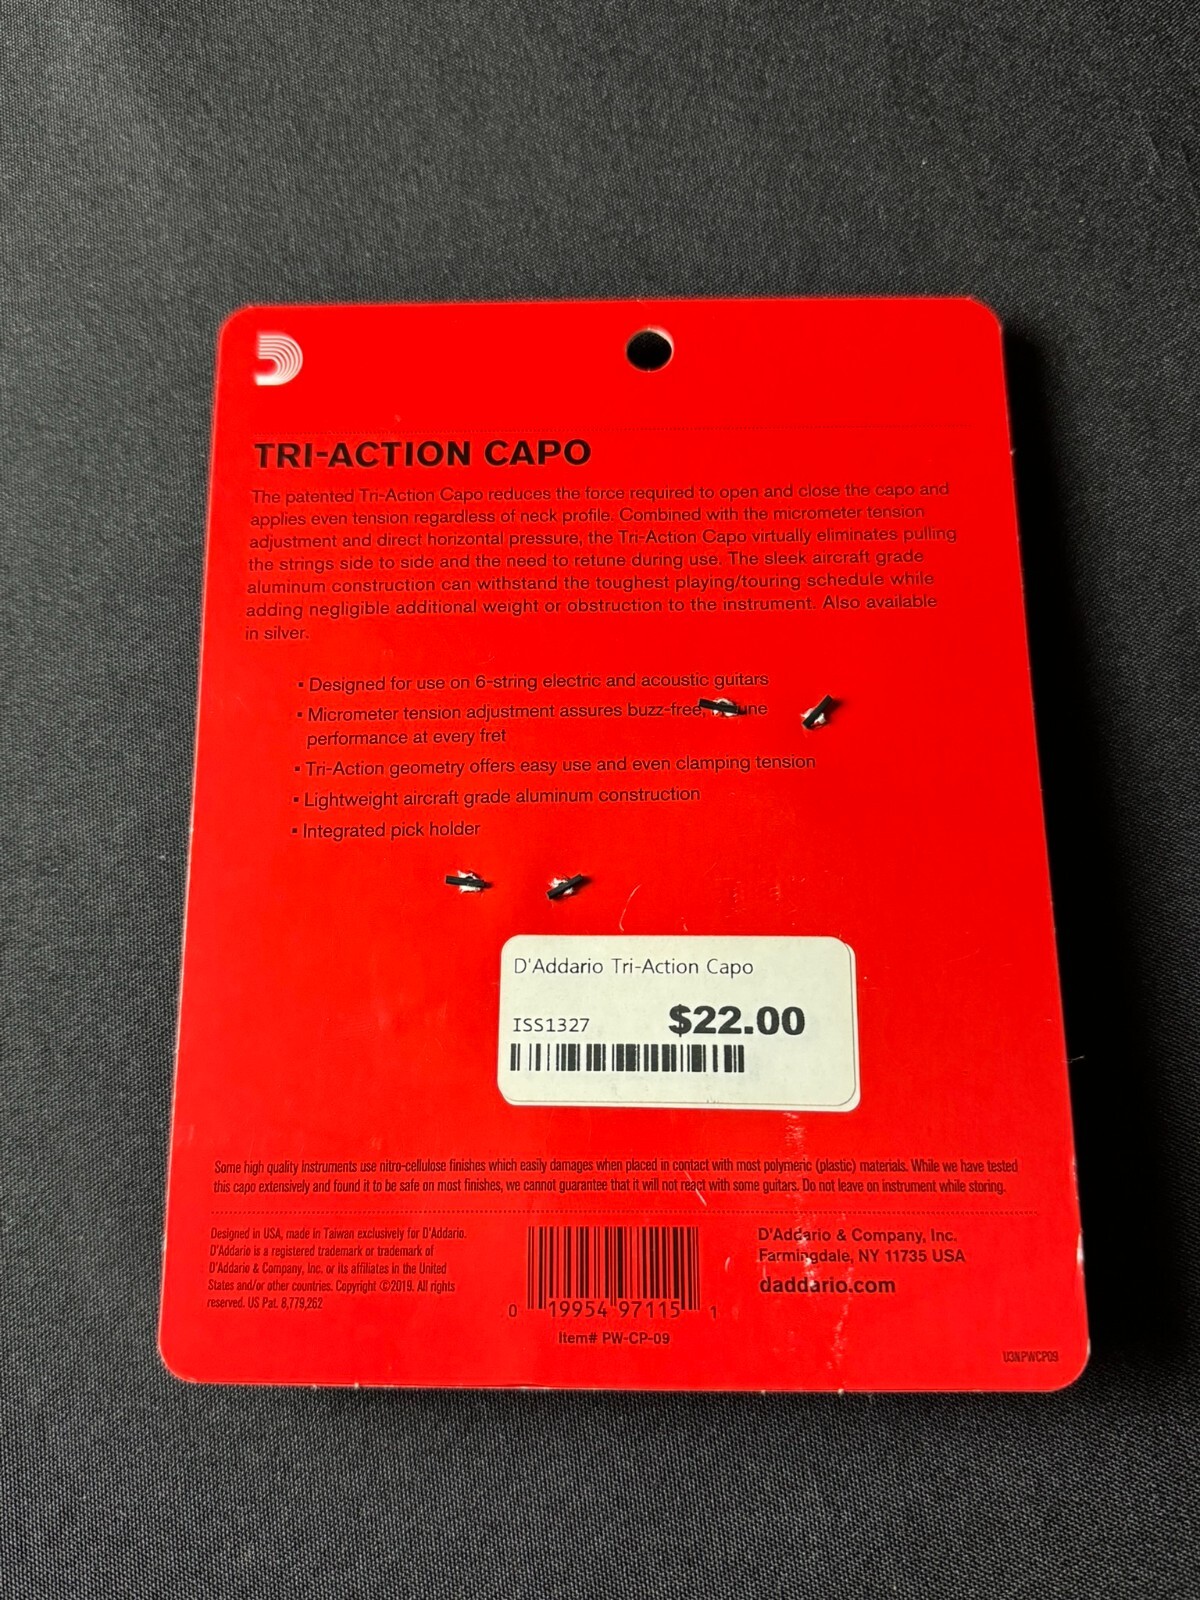 TRI-ACTION CAPO
The patented Tri-Action Capo reduces the force required to open and close the capo and
applies even tension regardless of neck profile. Combined with the micrometer tension
adjustment and direct horizontal pressure, the Tri-Action Capo virtually eliminates pulling
the strings side to side and the need to retune during use. The sleek aircraft grade
aluminum construction can withstand the toughest playing/touring schedule while
adding negligible additional weight or obstruction to the instrument. Also available
in silver.
▪ Designed for use on 6-string electric and acoustic guitars
▪ Micrometer tension adjustment assures buzz-free,
performance at every fret
▪ Tri-Action geometry offers easy use and even clamping tension
▪ Lightweight aircraft grade aluminum construction
▪ Integrated pick holder
D'Addario Tri-Action Capo
ISS1327 $22.00
Some high quality instruments use nitro-cellulose finishes which easily damages when placed in contact with most polymeric (plastic) materials. While we have tested
this capo extensively and found it to be safe on most finishes, we cannot guarantee that it will not react with some guitars. Do not leave on instrument while storing.
Designed in USA, made in Taiwan exclusively for D'Addario.
D'Addario is a registered trademark or trademark of
D'Addario & Company, Inc. or its affiliates in the United
States and/or other countries. Copyright ©2019. All rights
reserved. US Pat. 8,779,262
0 19954 97115 1
Item# PW-CP-09
D'Addario & Company, Inc.
Farmingdale, NY 11735 USA
daddario.com
U3NPWCP09